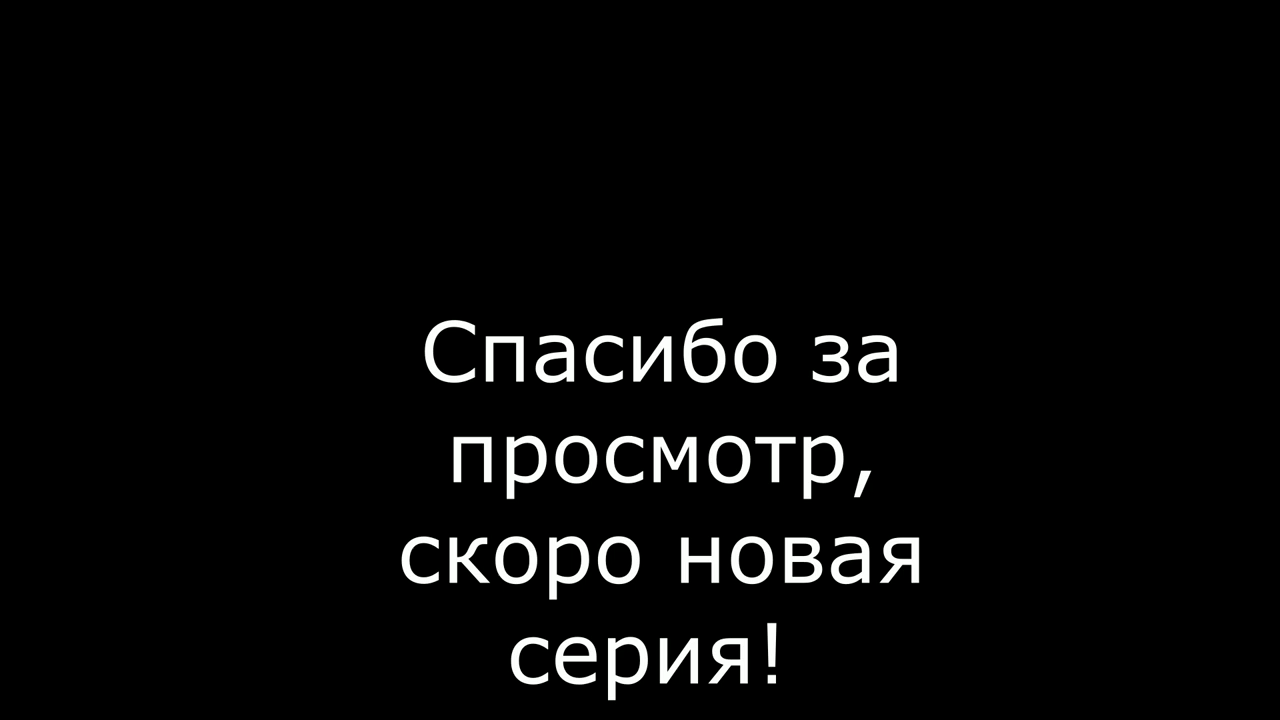 Спасибо за
просмотр,
скоро новая
серия!